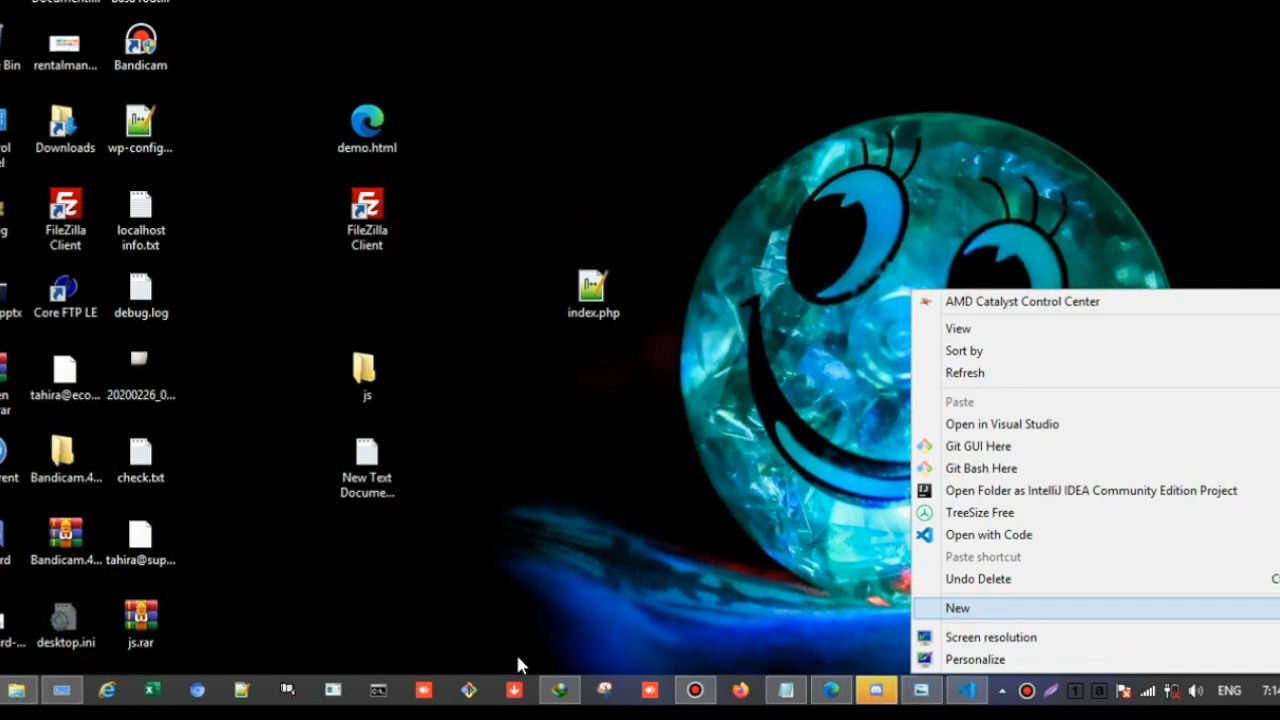 Bin
rentalman...
Bandicam
Downloads
wp-config...
demo.html
FileZilla
Client
localhost
info.txt
FileZilla
Client
pptx
Core FTP LE
debug.log
index.php
tahira@eco...
20200226_0...
js
Bandicam.4...
check.txt
New Text
Docume...
Bandicam.4...
tahira@sup...
desktop.ini
js.rar
AMD Catalyst Control Center
View
Sort by
Refresh
Paste
Open in Visual Studio
Git GUI Here
Git Bash Here
Open Folder as IntelliJ IDEA Community Edition Project
TreeSize Free
Open with Code
Paste shortcut
Undo Delete
New
Screen resolution
Personalize
ENG